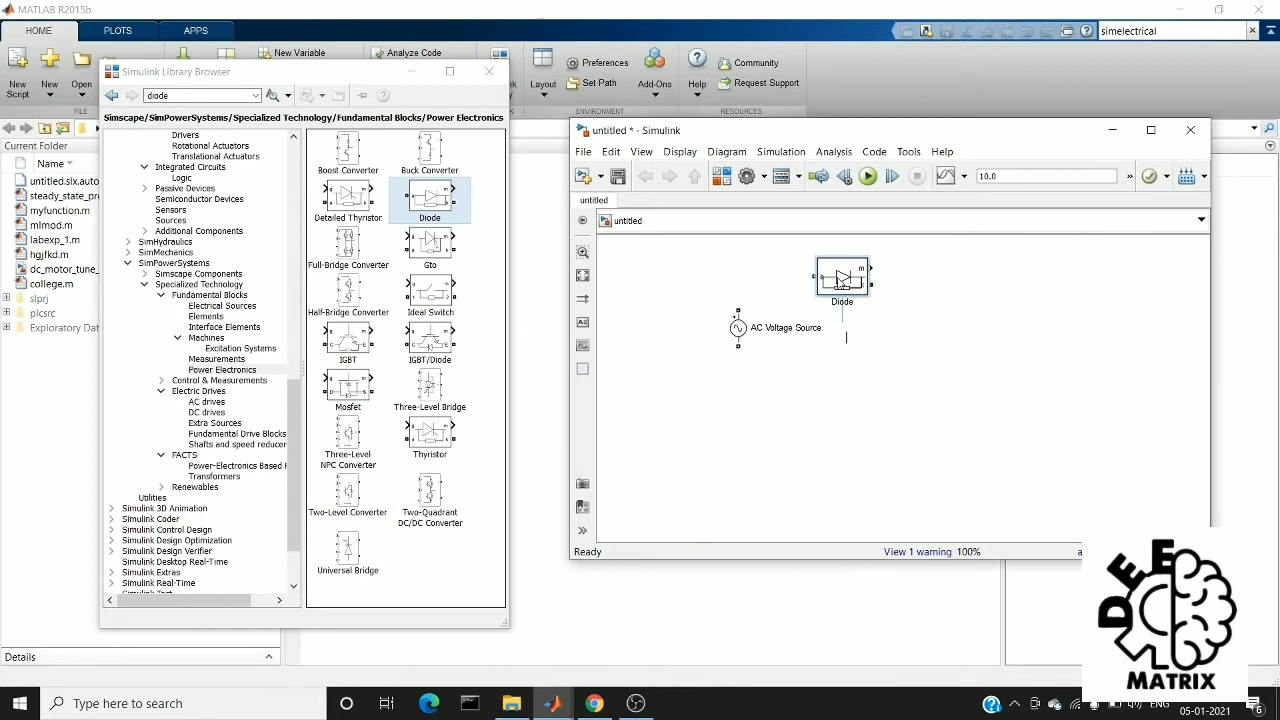 MATLAB R2015b
HOME
PLOTS
APPS
simelectrical
New Variable
Analyze Code
New
Script
New
Open
Layout
Preferences
Set Path
Add-Ons
Help
Community
Request Support
FILE
ENVIRONMENT
RESOURCES
Current Folder
Name
untitled.slx.auto
steady_state_pro
myfunction.m
mlmod.m
labexp_1.m
hgjfkd.m
dc_motor_tune_
college.m
slprj
plcsrc
Exploratory Dat
Details
Simulink Library Browser
diode
Simscape/SimPowerSystems/Specialized Technology/Fundamental Blocks/Power Electronics
Drivers
Rotational Actuators
Translational Actuators
Integrated Circuits
Logic
Passive Devices
Semiconductor Devices
Sensors
Sources
Additional Components
SimHydraulics
SimMechanics
SimPowerSystems
Simscape Components
Specialized Technology
Fundamental Blocks
Electrical Sources
Elements
Interface Elements
Machines
Excitation Systems
Measurements
Power Electronics
Control & Measurements
Electric Drives
AC drives
DC drives
Extra Sources
Fundamental Drive Blocks
Shafts and speed reducer
FACTS
Power-Electronics Based F
Transformers
Renewables
Utilities
Simulink 3D Animation
Simulink Coder
Simulink Control Design
Simulink Design Optimization
Simulink Design Verifier
Simulink Desktop Real-Time
Simulink Extras
Simulink Real-Time
Boost Converter
Buck Converter
Detailed Thyristor
Diode
Full-Bridge Converter
Gto
Half-Bridge Converter
Ideal Switch
IGBT
IGBT/Diode
Mosfet
Three-Level Bridge
Three-Level
NPC Converter
Thyristor
Two-Level Converter
Two-Quadrant
DC/DC Converter
Universal Bridge
untitled * - Simulink
File Edit View Display Diagram Simulation Analysis Code Tools Help
10.0
untitled
untitled
m
Diode
AC Voltage Source
Ready
View 1 warning 100%
DEE
MATRIX
Type here to search
ENG
05-01-2021
6